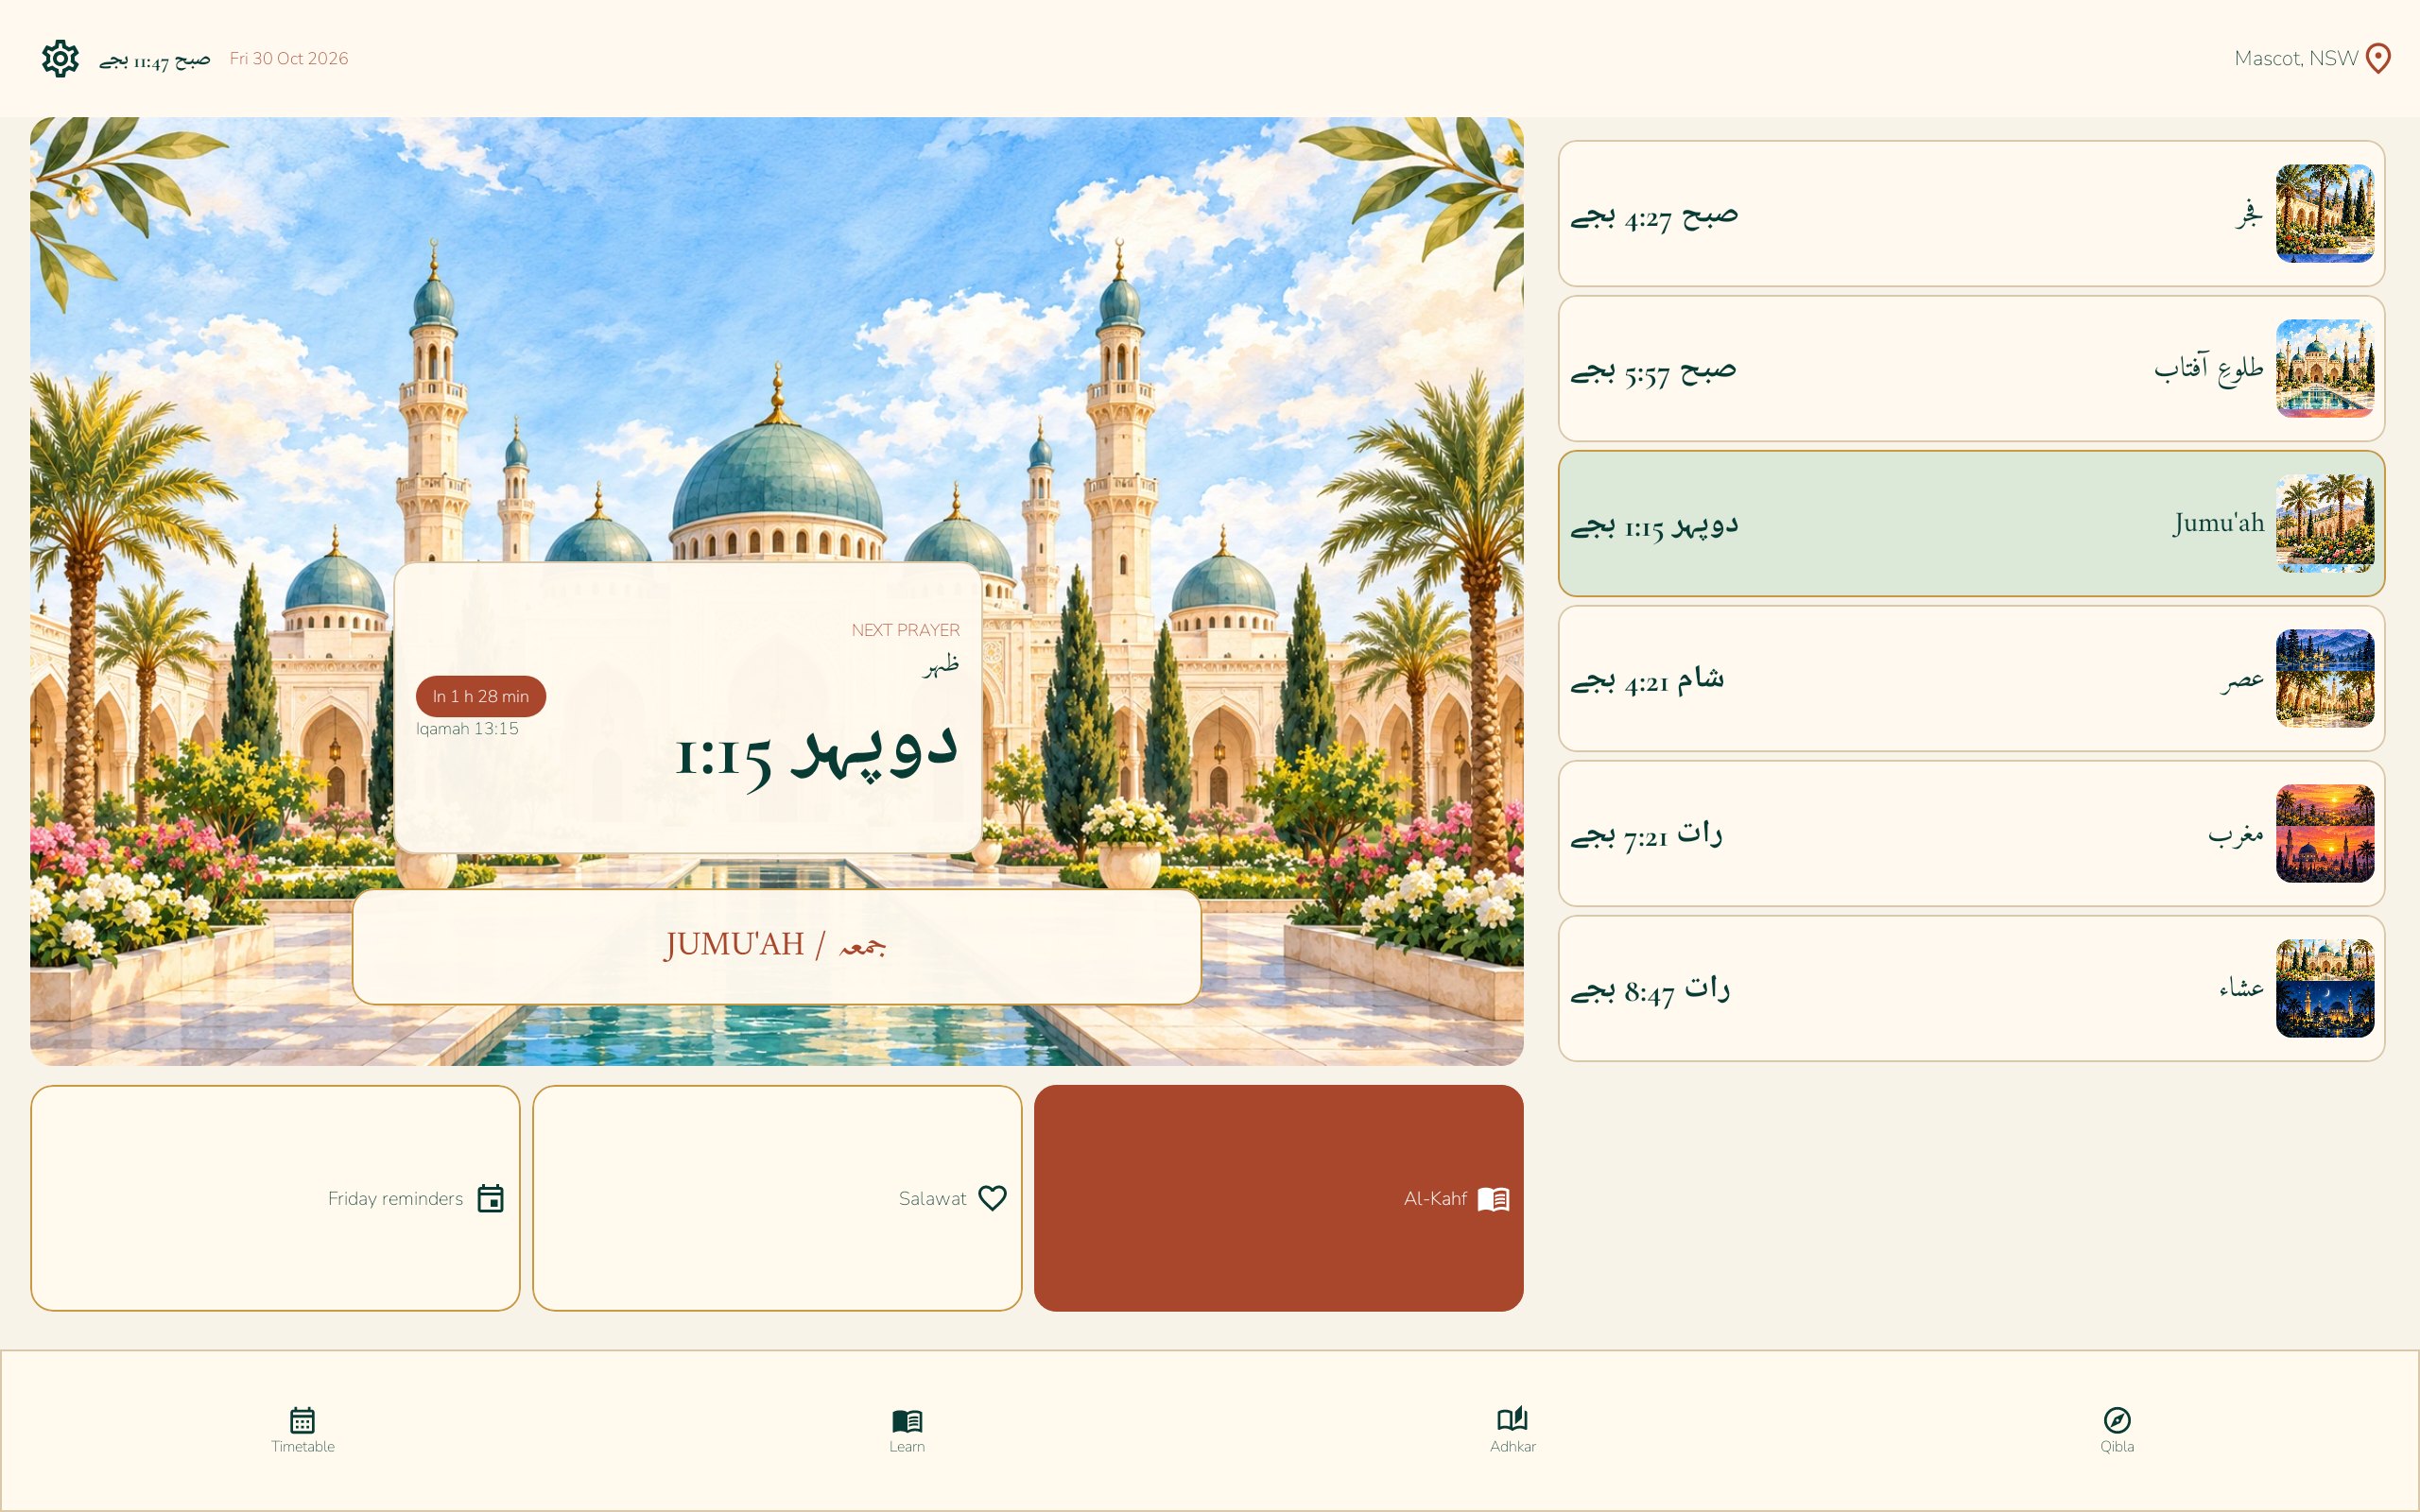 صبح 11:47 بجے
Fri 30 Oct 2026
Mascot, NSW
NEXT PRAYER
ظہر
دوپہر 1:15
In 1 h 28 min
Iqamah 13:15
JUMU'AH / جمعہ
فجر
صبح 4:27 بجے
طلوعِ آفتاب
صبح 5:57 بجے
Jumu'ah
دوپہر 1:15 بجے
عصر
شام 4:21 بجے
مغرب
رات 7:21 بجے
عشاء
رات 8:47 بجے
Al-Kahf
Salawat
Friday reminders
Timetable
Learn
Adhkar
Qibla